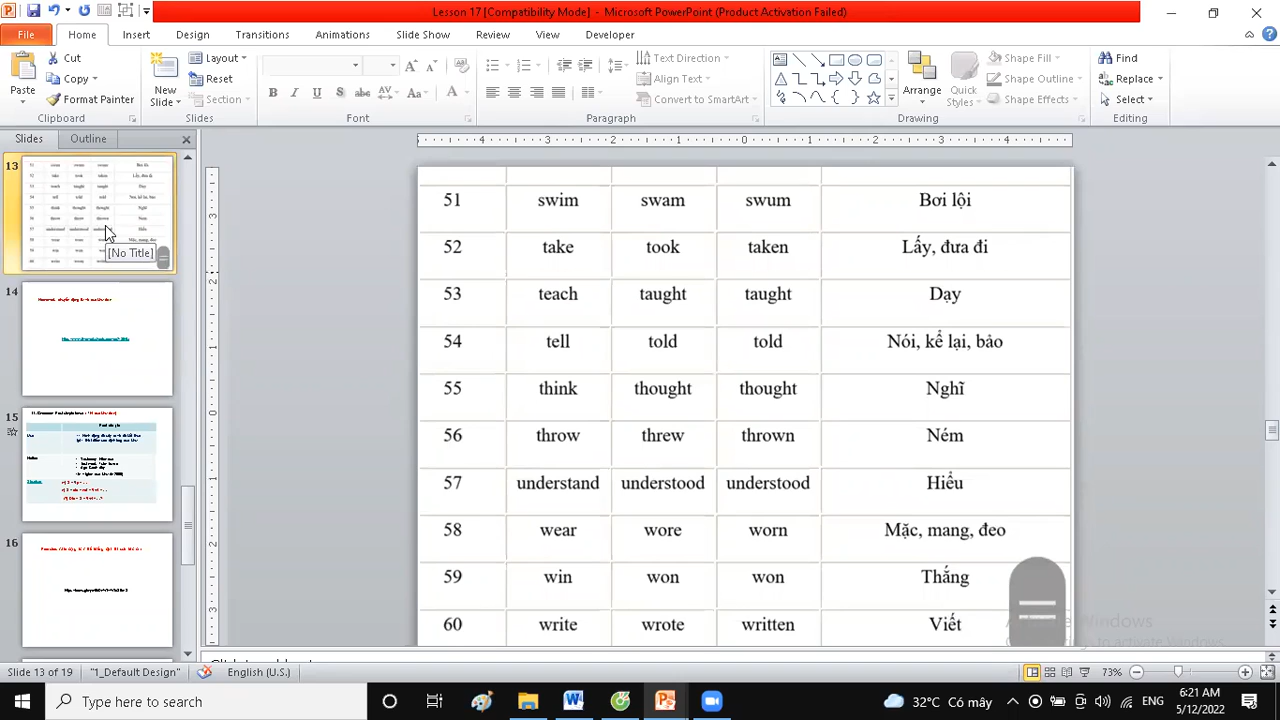 Lesson 17 [Compatibility Mode] - Microsoft PowerPoint (Product Activation Failed)
File Home Insert Design Transitions Animations Slide Show Review View Developer
Paste
Cut
Copy
Format Painter
Clipboard
New Slide
Layout
Reset
Section
Slides
Font
Text Direction
Align Text
Convert to SmartArt
Paragraph
Arrange
Quick Styles
Shape Fill
Shape Outline
Shape Effects
Drawing
Find
Replace
Select
Editing
Slides Outline
13
[No Title]
14
15
16
51 swim swam swum Bơi lội
52 take took taken Lấy, đưa đi
53 teach taught taught Dạy
54 tell told told Nói, kể lại, bảo
55 think thought thought Nghĩ
56 throw threw thrown Ném
57 understand understood understood Hiểu
58 wear wore worn Mặc, mang, đeo
59 win won won Thắng
60 write wrote written Viết
Slide 13 of 19 "1_Default Design" English (U.S.) 73%
Type here to search
32°C Có mây
ENG
6:21 AM
5/12/2022